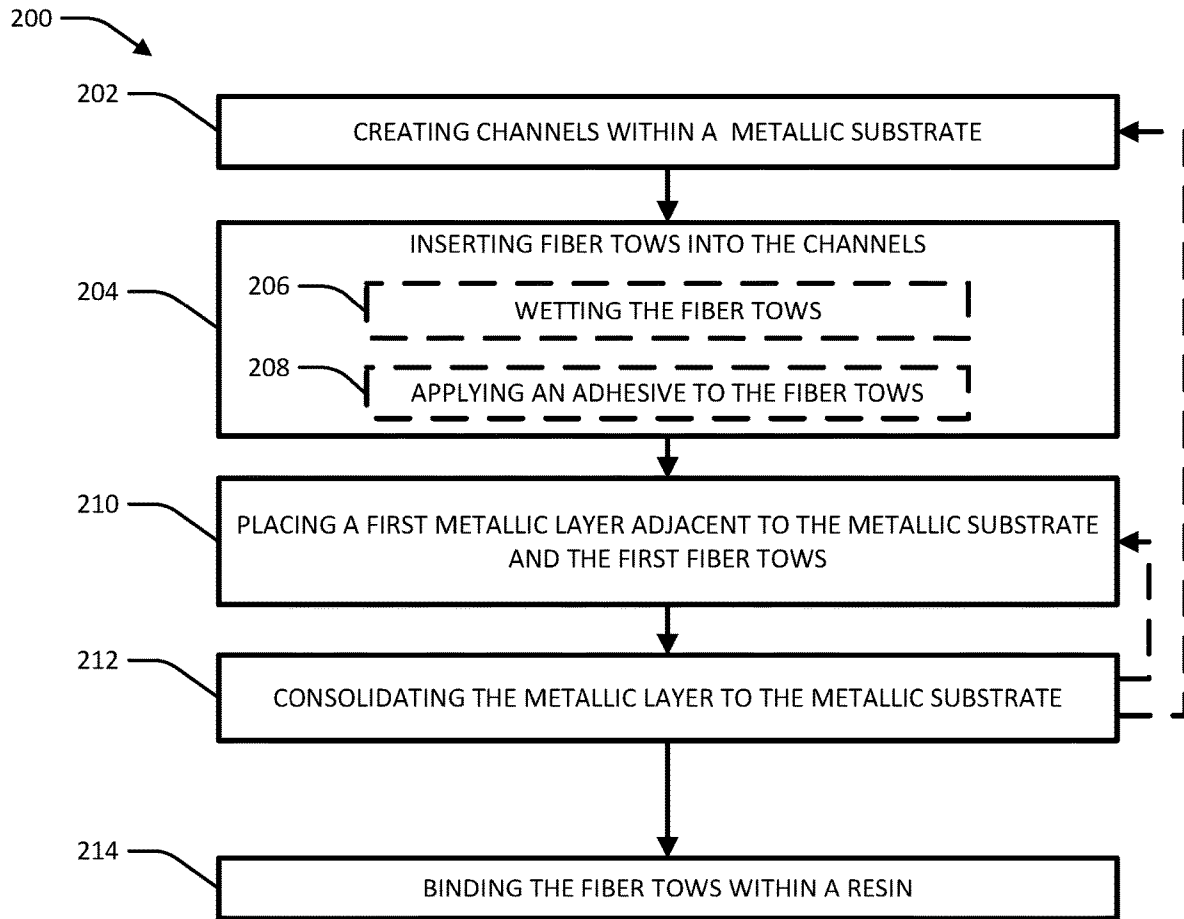 200
202
CREATING CHANNELS WITHIN A METALLIC SUBSTRATE
204
INSERTING FIBER TOWS INTO THE CHANNELS
206
WETTING THE FIBER TOWS
208
APPLYING AN ADHESIVE TO THE FIBER TOWS
210
PLACING A FIRST METALLIC LAYER ADJACENT TO THE METALLIC SUBSTRATE
AND THE FIRST FIBER TOWS
212
CONSOLIDATING THE METALLIC LAYER TO THE METALLIC SUBSTRATE
214
BINDING THE FIBER TOWS WITHIN A RESIN